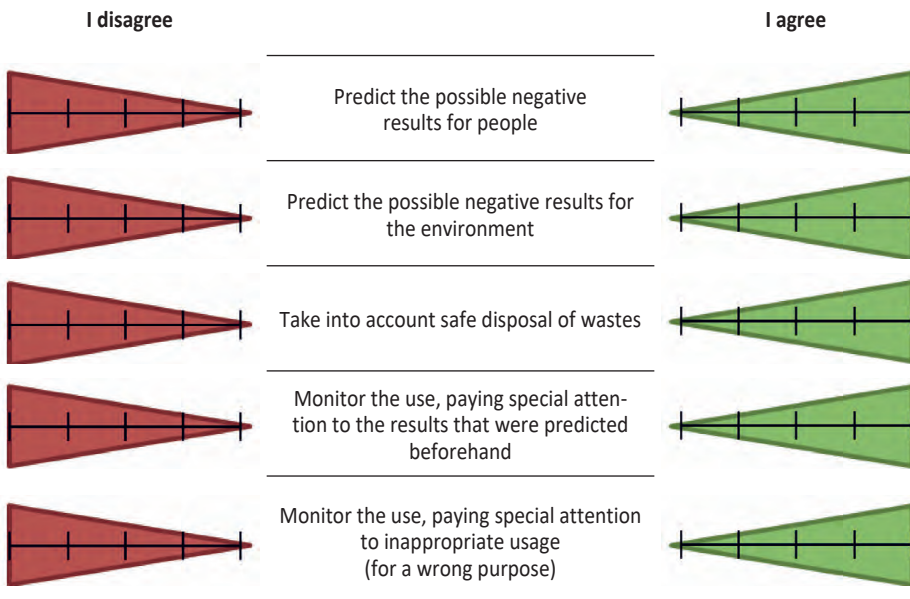 I disagree
I agree
Predict the possible negative
results for people
Predict the possible negative results for
the environment
Take into account safe disposal of wastes
Monitor the use, paying special atten-
tion to the results that were predicted
beforehand
Monitor the use, paying special attention
to inappropriate usage
(for a wrong purpose)